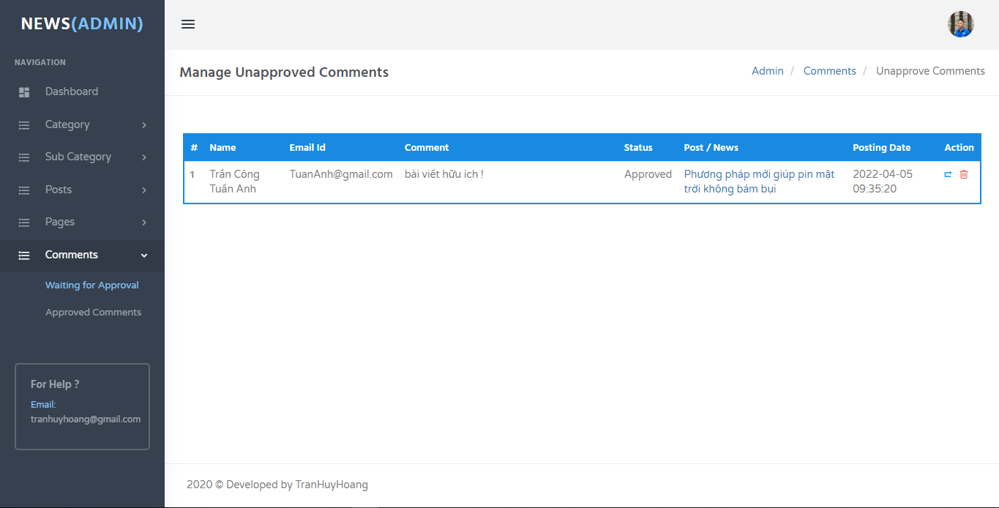 NEWS(ADMIN)
NAVIGATION
Dashboard
Category
Sub Category
Posts
Pages
Comments
Waiting for Approval
Approved Comments
For Help ?
Email:
tranhuyhoang@gmail.com
Manage Unapproved Comments
Admin / Comments / Unapprove Comments
# Name Email Id Comment Status Post / News Posting Date Action
1 Trần Công TuanAnh@gmail.com bài viết hữu ích ! Approved Phương pháp mới giúp pin mặt 2022-04-05
Tuấn Anh trời không bám bụi 09:35:20
2020 © Developed by TranHuyHoang